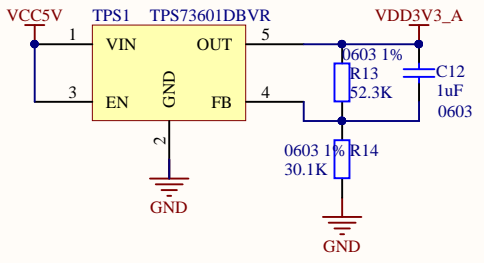 VCC5V TPS1 TPS73601DBVR VDD3V3_A
1 VIN OUT 5
0603 1%
R13
52.3K
C12
1uF
0603
3 EN GND FB 4
2
0603 1% R14
30.1K
GND
GND